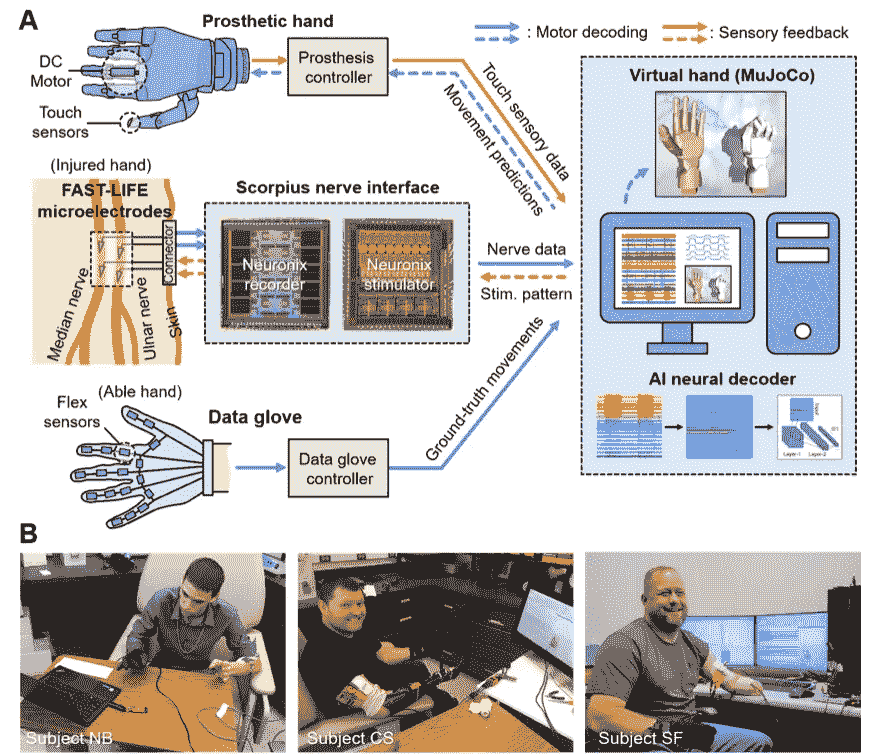 A
Prosthetic hand
: Motor decoding
: Sensory feedback
DC
Motor
Touch
sensors
Prosthesis
controller
Touch sensory data
Movement predictions
Virtual hand (MuJoCo)
(Injured hand)
FAST-LIFE
microelectrodes
Connector
Median nerve
Ulnar nerve
Skin
Scorpius nerve interface
Neuronix
recorder
Neuronix
stimulator
Nerve data
Stim. pattern
AI neural decoder
Layer-1
Layer-2
(Able hand)
Flex
sensors
Data glove
Data glove
controller
Ground-truth movements
B
Subject NB
Subject CS
Subject SF